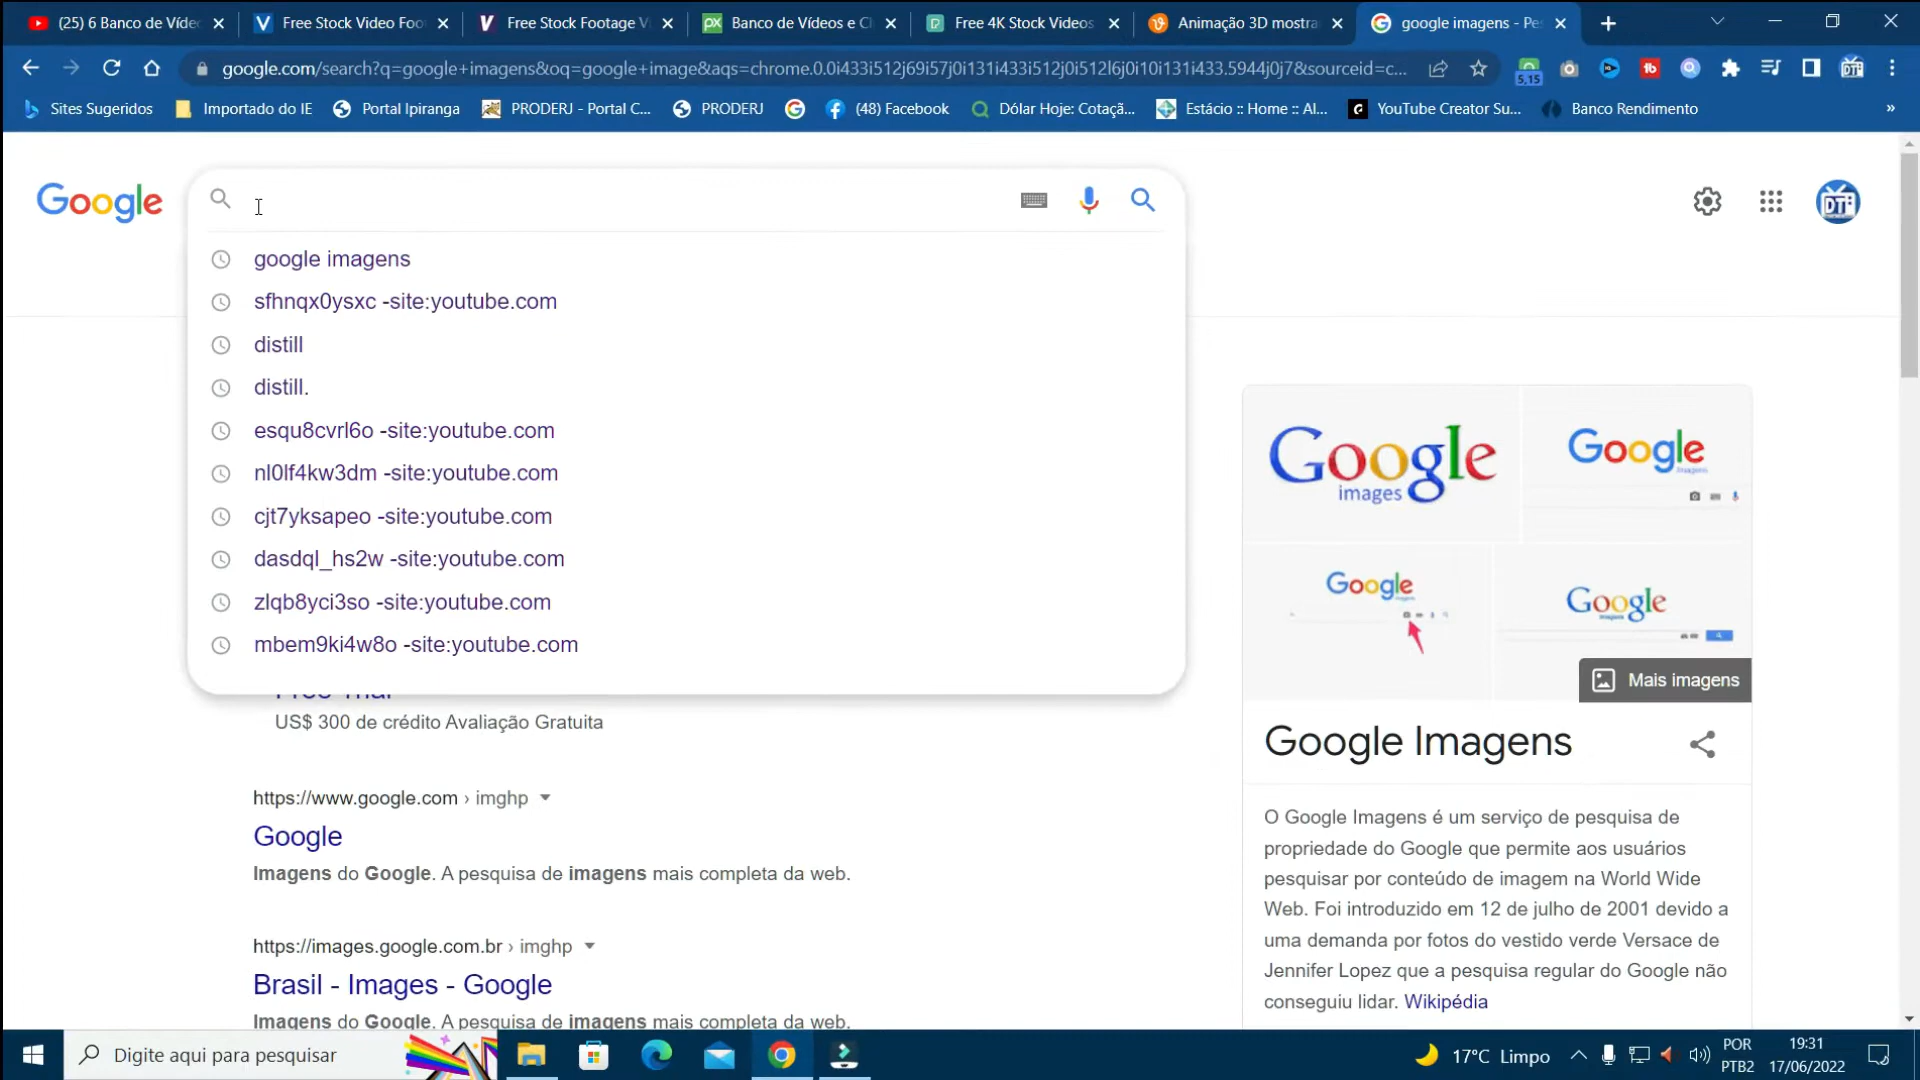 (25) 6 Banco de Víde
Free Stock Video Foo
Free Stock Footage V
Banco de Vídeos e Cl
Free 4K Stock Videos
Animação 3D mostra
google imagens - Pes
google.com/search?q=google+imagens&oq=google+image&aqs=chrome.0.0i433i512j69i57j0i131i433i512j0i512l6j0i10i131i433.5944j0j7&sourceid=c...
5,15
Sites Sugeridos
Importado do IE
Portal Ipiranga
PRODERJ - Portal C...
PRODERJ
(48) Facebook
Dólar Hoje: Cotaçã...
Estácio :: Home :: Al...
YouTube Creator Su...
Banco Rendimento
»
Google
DTP
google imagens
sfhnqx0ysxc -site:youtube.com
distill
distill.
esqu8cvrl6o -site:youtube.com
nl0lf4kw3dm -site:youtube.com
cjt7yksapeo -site:youtube.com
dasdql_hs2w -site:youtube.com
zlqb8yci3so -site:youtube.com
mbem9ki4w8o -site:youtube.com
Free Trial
US$ 300 de crédito Avaliação Gratuita
https://www.google.com › imghp
Google
Imagens do Google. A pesquisa de imagens mais completa da web.
https://images.google.com.br › imghp
Brasil - Images - Google
Imagens do Google. A pesquisa de imagens mais completa da web.
Google
images
Google
Google
Google
Mais imagens
Google Imagens
O Google Imagens é um serviço de pesquisa de
propriedade do Google que permite aos usuários
pesquisar por conteúdo de imagem na World Wide
Web. Foi introduzido em 12 de julho de 2001 devido a
uma demanda por fotos do vestido verde Versace de
Jennifer Lopez que a pesquisa regular do Google não
conseguiu lidar. Wikipédia
Digite aqui para pesquisar
17°C Limpo
POR
PTB2
19:31
17/06/2022